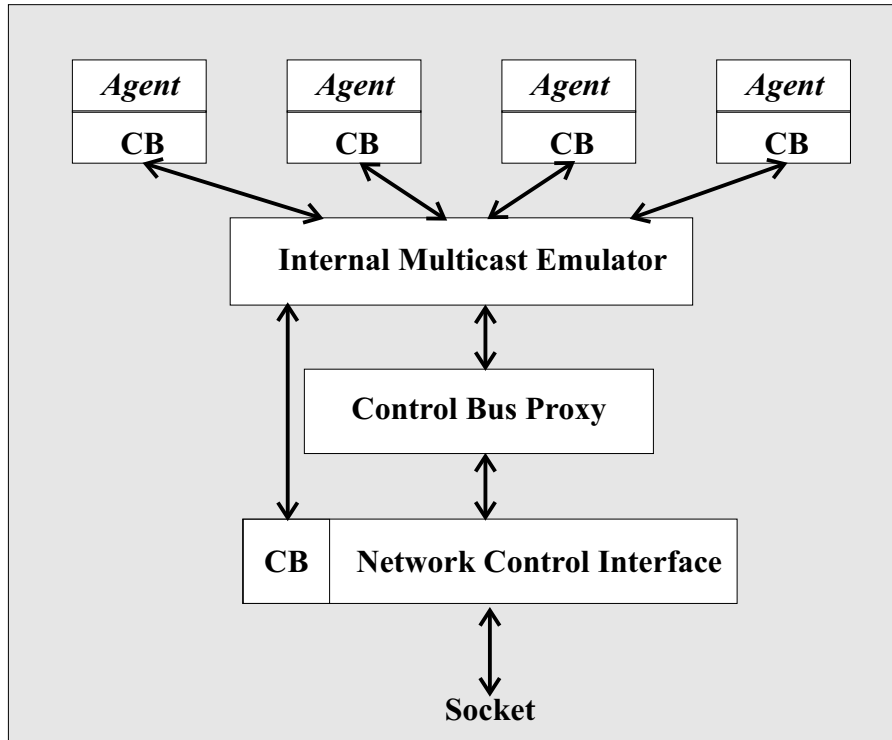 Agent Agent Agent Agent
CB CB CB CB
Internal Multicast Emulator
Control Bus Proxy
CB Network Control Interface
Socket